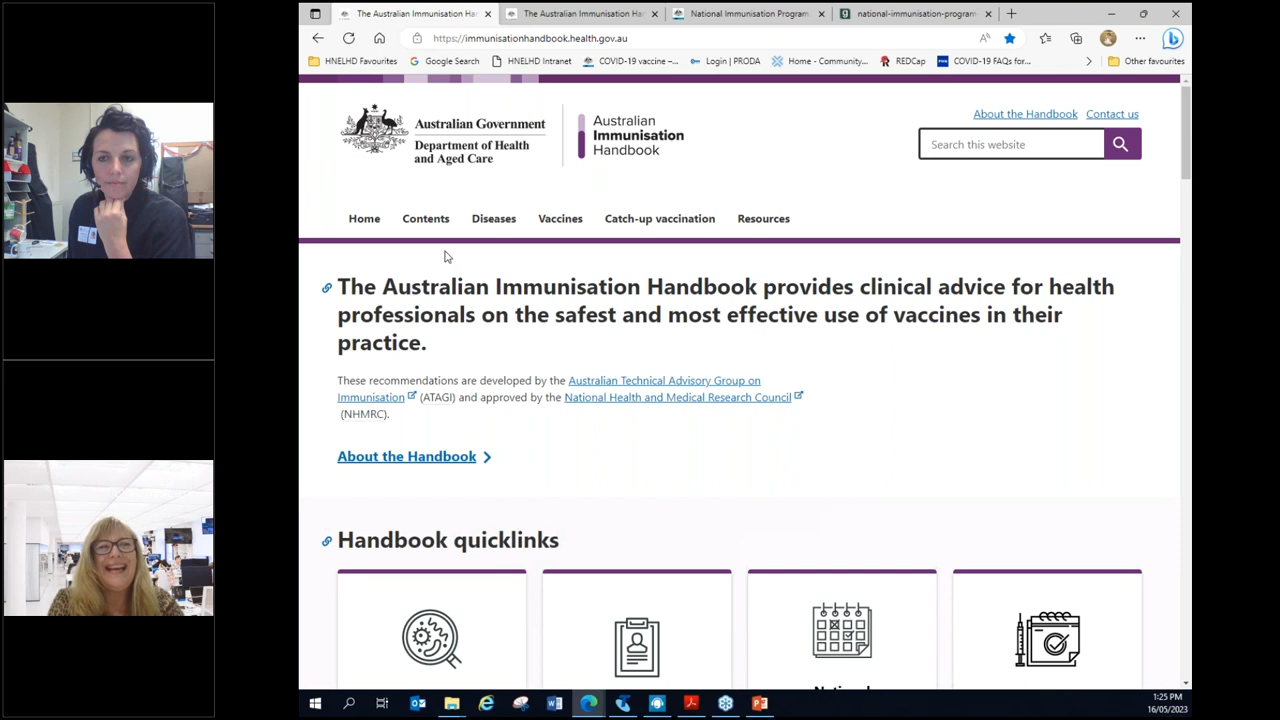 The Australian Immunisation Ha
The Australian Immunisation Ha
National Immunisation Program
national-immunisation-program
https://immunisationhandbook.health.gov.au
HNELHD Favourites
Google Search
HNELHD Intranet
COVID-19 vaccine –...
Login | PRODA
Home - Community...
REDCap
COVID-19 FAQs for...
Other favourites
Australian Government
Department of Health
and Aged Care
Australian
Immunisation
Handbook
About the Handbook Contact us
Search this website
Home Contents Diseases Vaccines Catch-up vaccination Resources
The Australian Immunisation Handbook provides clinical advice for health
professionals on the safest and most effective use of vaccines in their
practice.
These recommendations are developed by the Australian Technical Advisory Group on
Immunisation (ATAGI) and approved by the National Health and Medical Research Council
(NHMRC).
About the Handbook
Handbook quicklinks
1:25 PM
16/05/2023